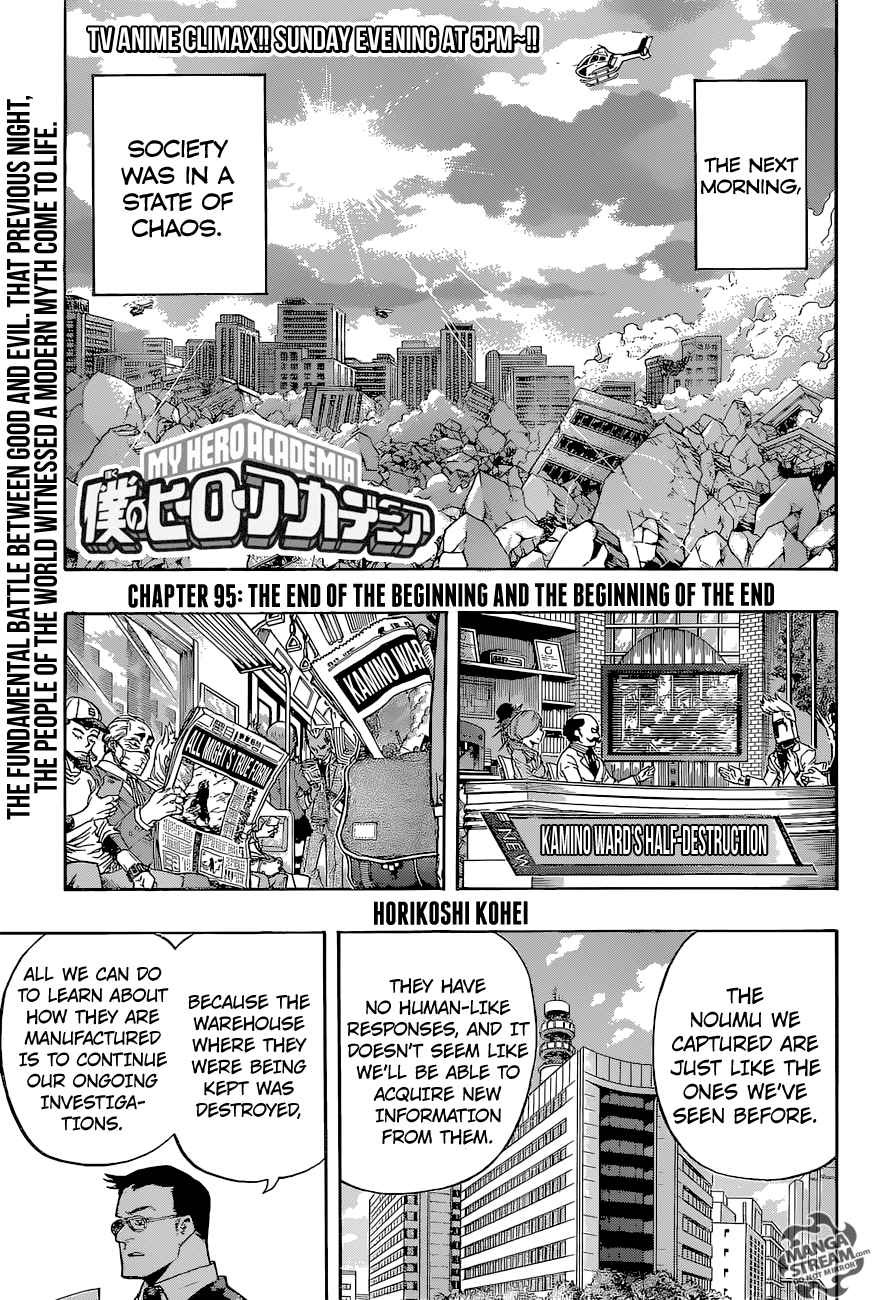 TV ANIME CLIMAX!! SUNDAY EVENING AT 5PM~!!
THE FUNDAMENTAL BATTLE BETWEEN GOOD AND EVIL. THAT PREVIOUS NIGHT,
THE PEOPLE OF THE WORLD WITNESSED A MODERN MYTH COME TO LIFE.
THE NEXT
MORNING,
SOCIETY
WAS IN A
STATE OF
CHAOS.
MY HERO ACADEMIA
僕のヒーローアカデミア
CHAPTER 95: THE END OF THE BEGINNING AND THE BEGINNING OF THE END
KAMINO WARD'S HALF-DESTRUCTION
NEW
KAMINO WAR
ALL MIGHT'S TRUE FORM
HORIKOSHI KOHEI
THE
NOUMU WE
CAPTURED ARE
JUST LIKE THE
ONES WE'VE
SEEN BEFORE.
THEY HAVE
NO HUMAN-LIKE
RESPONSES, AND IT
DOESN'T SEEM LIKE
WE'LL BE ABLE TO
ACQUIRE NEW
INFORMATION
FROM THEM.
BECAUSE THE
WAREHOUSE
WHERE THEY
WERE BEING
KEPT WAS
DESTROYED,
ALL WE CAN DO
TO LEARN ABOUT
HOW THEY ARE
MANUFACTURED
IS TO CONTINUE
OUR ONGOING
INVESTIGA-
TIONS.
MANGA
STREAM.com
DO NOT MIRROR